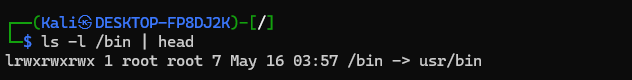 ┌──(Kali㉿DESKTOP-FP8DJ2K)-[/]
└─$ ls -l /bin | head
lrwxrwxrwx 1 root root 7 May 16 03:57 /bin -> usr/bin